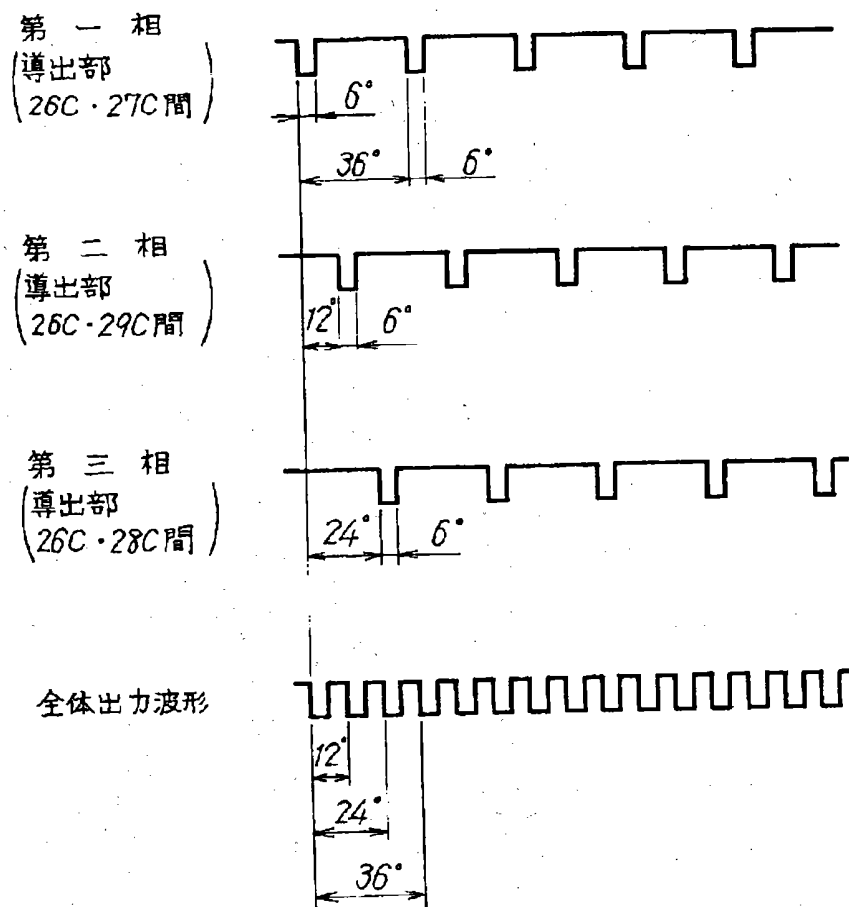 第一相
(導出部
26C・27C間)
6°
36°
6°
第二相
(導出部
26C・29C間)
12°
6°
第三相
(導出部
26C・28C間)
24°
6°
全体出力波形
12°
24°
36°